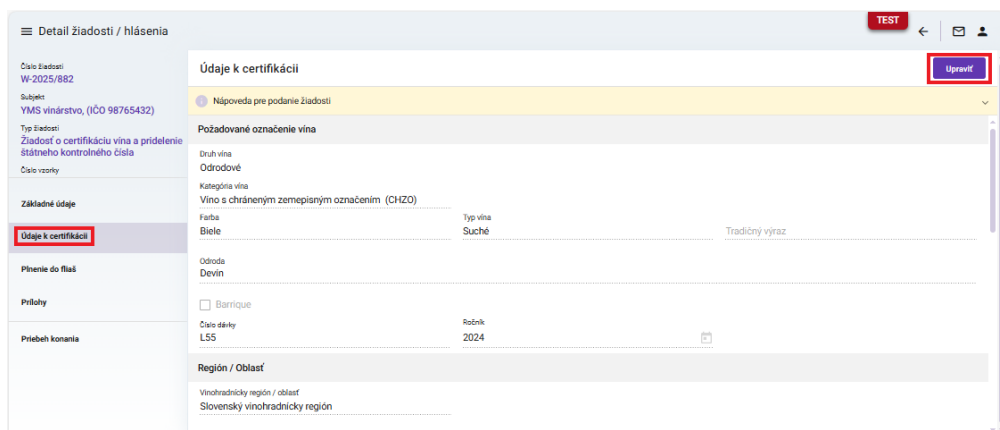 Detail žiadosti / hlásenia
TEST
Číslo žiadosti
W-2025/882
Subjekt
YMS vinárstvo, (IČO 98765432)
Typ žiadosti
Žiadosť o certifikáciu vína a pridelenie
štátneho kontrolného čísla
Číslo vzorky
Základné údaje
Údaje k certifikácii
Plnenie do fliaš
Prílohy
Priebeh konania
Údaje k certifikácii
Upraviť
Nápoveda pre podanie žiadosti
Požadované označenie vína
Druh vína
Odrodové
Kategória vína
Víno s chráneným zemepisným označením (CHZO)
Farba
Biele
Typ vína
Suché
Tradičný výraz
Odroda
Devín
Barrique
Číslo dávky
L55
Ročník
2024
Región / Oblasť
Vinohradnícky región / oblasť
Slovenský vinohradnícky región